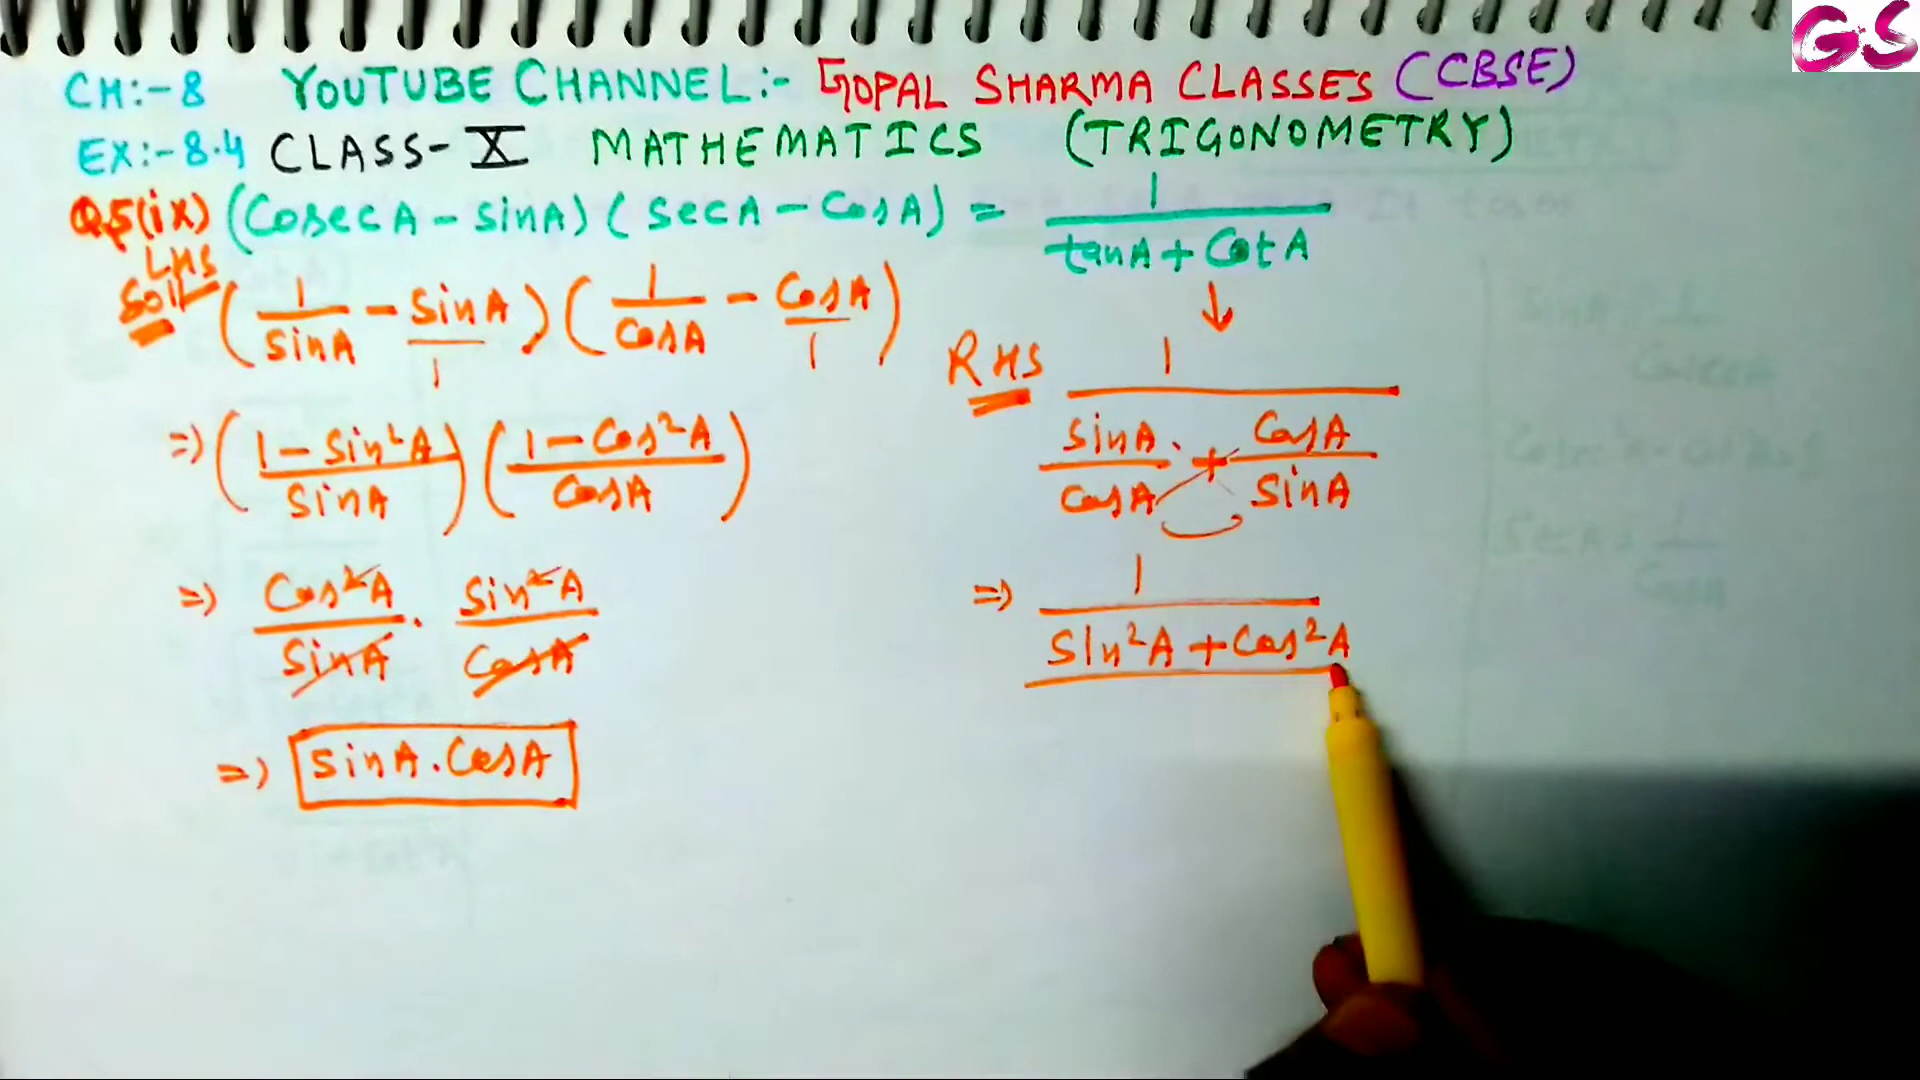 GS
CH:-8 YOUTUBE CHANNEL:- GOPAL SHARMA CLASSES (CBSE)
EX:-8.4 CLASS-X MATHEMATICS (TRIGONOMETRY)
Q5(ix) (CosecA - sinA) (secA - CosA) = 1 / tanA + CotA
LHS
Sol (1/sinA - sinA/1) (1/CosA - CosA/1)
=> (1-Sin²A / SinA) (1-Cos²A / CosA)
=> Cos²A/SinA . Sin²A/CosA
=> sinA.CosA
RHS 1 / sinA/CosA + CosA/SinA
=> 1 / Sin²A + Cos²A